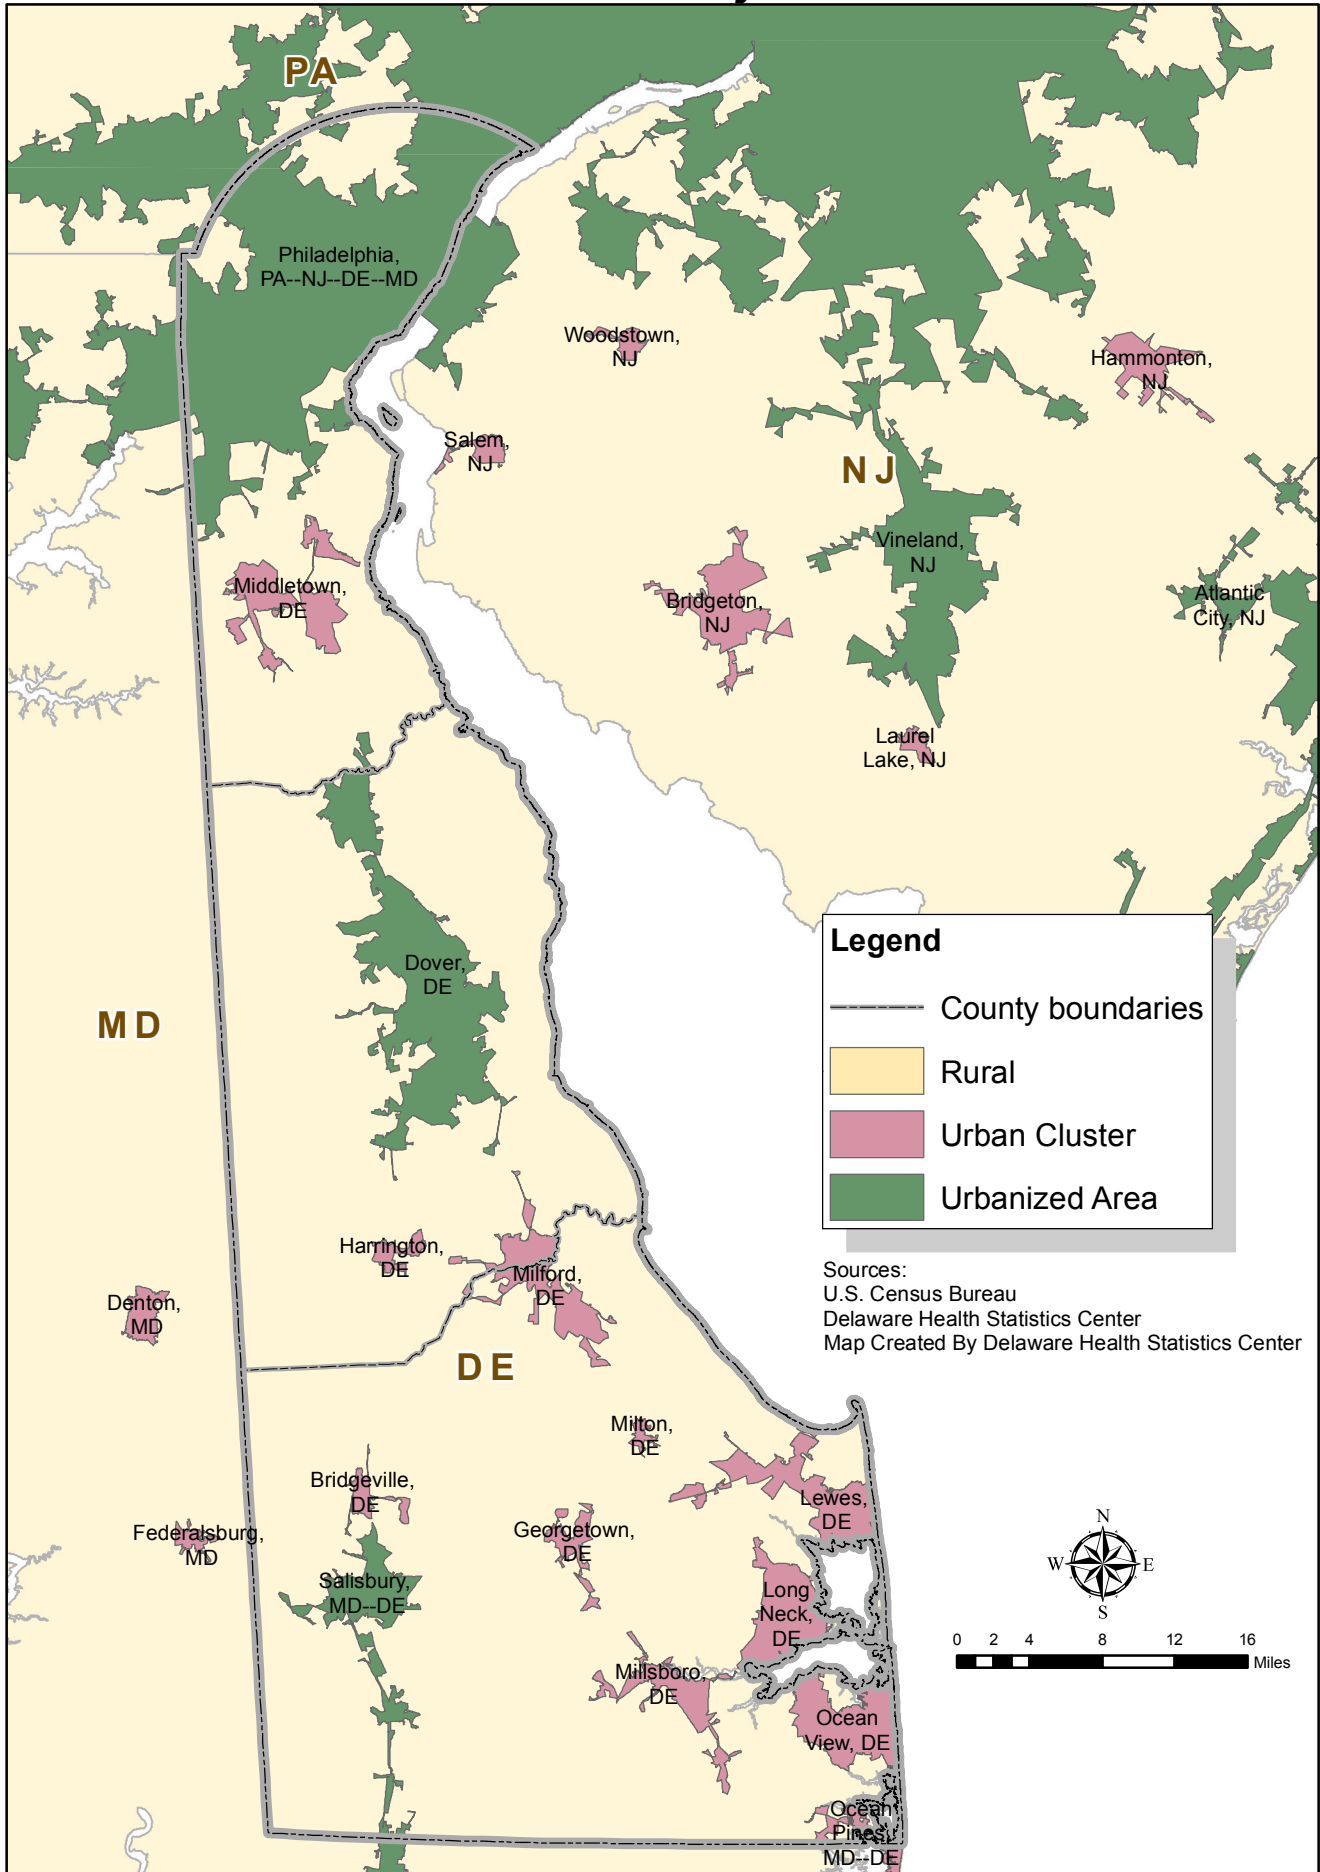 PA
Philadelphia,
PA--NJ--DE--MD
Woodstown,
NJ
Hammonton,
NJ
Salem,
NJ
NJ
Vineland,
NJ
Middletown,
DE
Bridgeton,
NJ
Atlantic
City, NJ
Laurel
Lake, NJ
Dover,
DE
MD
Legend
County boundaries
Rural
Urban Cluster
Urbanized Area
Harrington,
DE
Milford,
DE
Denton,
MD
Sources:
U.S. Census Bureau
Delaware Health Statistics Center
Map Created By Delaware Health Statistics Center
DE
Milton,
DE
Bridgeville,
DE
Lewes,
DE
Federalsburg,
MD
Georgetown,
DE
Salisbury,
MD--DE
Long
Neck,
DE
N
W E
S
0 2 4 8 12 16
Miles
Millsboro,
DE
Ocean
View, DE
Ocean
Pines,
MD--DE